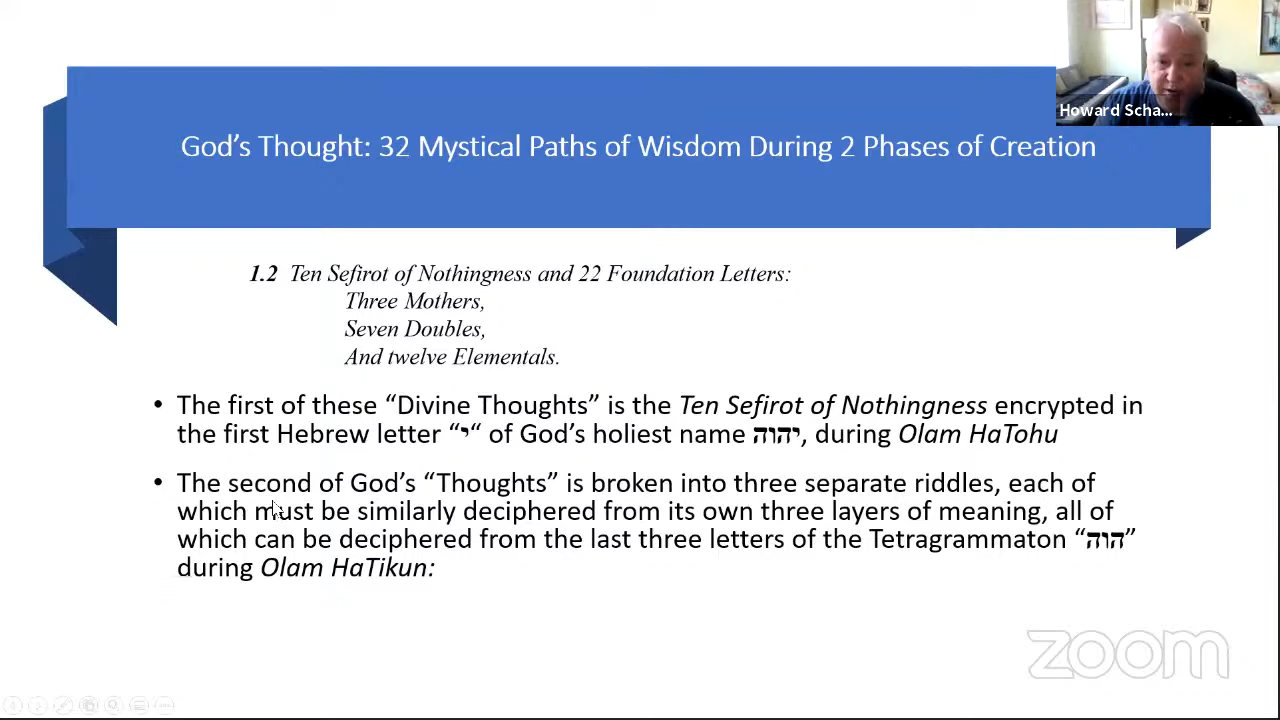 Howard Scha...
God's Thought: 32 Mystical Paths of Wisdom During 2 Phases of Creation
1.2 Ten Sefirot of Nothingness and 22 Foundation Letters:
Three Mothers,
Seven Doubles,
And twelve Elementals.
• The first of these “Divine Thoughts” is the Ten Sefirot of Nothingness encrypted in
the first Hebrew letter “י“ of God’s holiest name יהוה, during Olam HaTohu
• The second of God’s “Thoughts” is broken into three separate riddles, each of
which must be similarly deciphered from its own three layers of meaning, all of
which can be deciphered from the last three letters of the Tetragrammaton “הוה”
during Olam HaTikun:
zoom